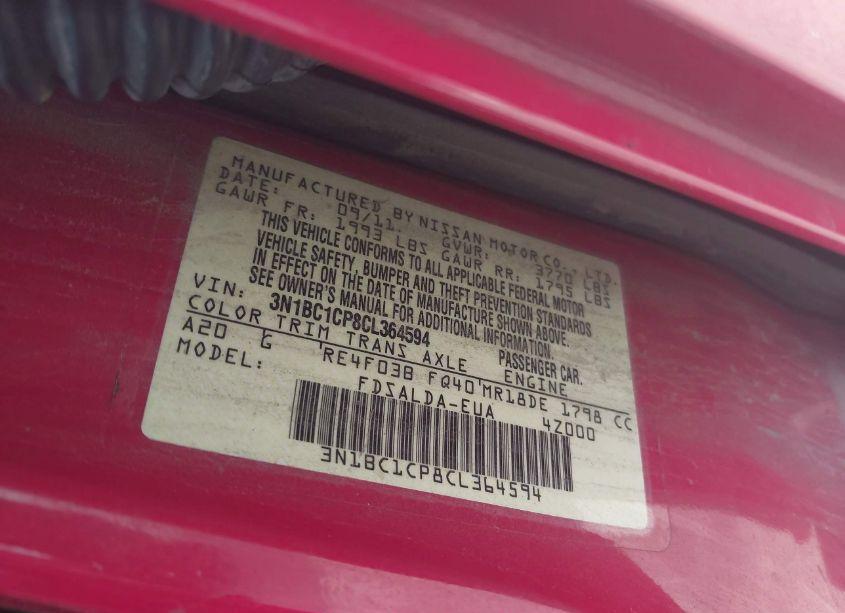 MANUFACTURED BY NISSAN MOTOR CO., LTD.
DATE: 09/11. GVWR: 3770 LBS
GAWR FR: 1993 LBS GAWR RR: 1795 LBS
THIS VEHICLE CONFORMS TO ALL APPLICABLE FEDERAL MOTOR
VEHICLE SAFETY, BUMPER AND THEFT PREVENTION STANDARDS
IN EFFECT ON THE DATE OF MANUFACTURE SHOWN ABOVE.
SEE OWNER'S MANUAL FOR ADDITIONAL INFORMATION.
VIN: 3N1BC1CP8CL364594 PASSENGER CAR.
COLOR TRIM TRANS AXLE ENGINE
A20 G RE4F03B FQ40 MR18DE 1798 CC
MODEL: FDSALDA-EUA 4Z000
3N1BC1CP8CL364594